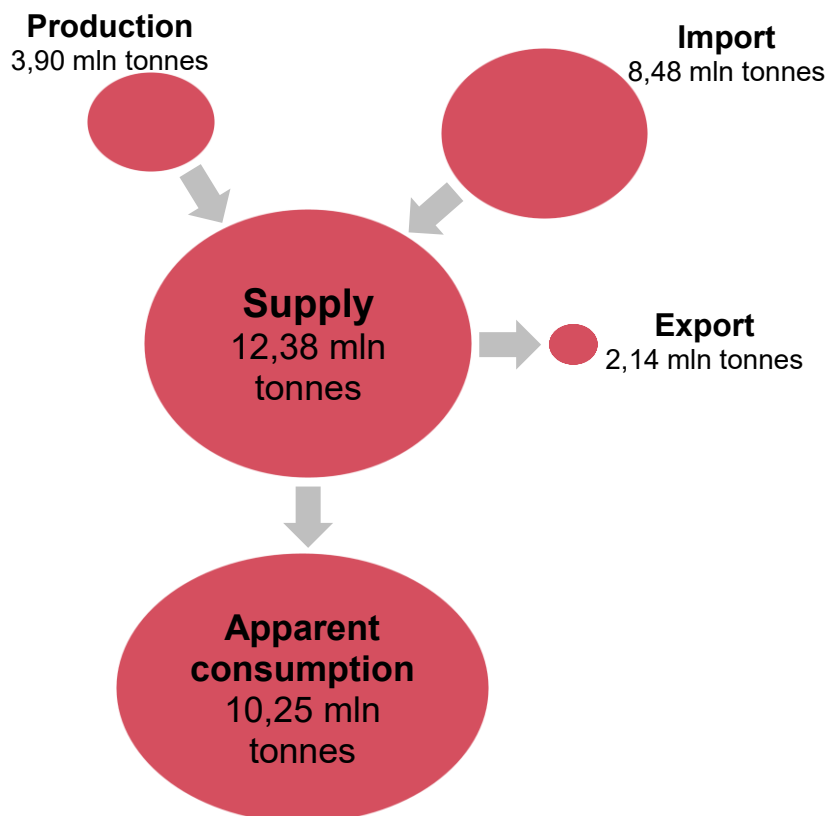 Production
3,90 mln tonnes
Import
8,48 mln tonnes
Supply
12,38 mln
tonnes
Export
2,14 mln tonnes
Apparent
consumption
10,25 mln
tonnes